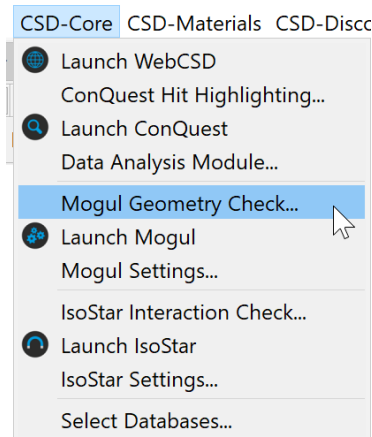 CSD-Core CSD-Materials CSD-Disco
Launch WebCSD
ConQuest Hit Highlighting...
Launch ConQuest
Data Analysis Module...
Mogul Geometry Check...
Launch Mogul
Mogul Settings...
IsoStar Interaction Check...
Launch IsoStar
IsoStar Settings...
Select Databases...